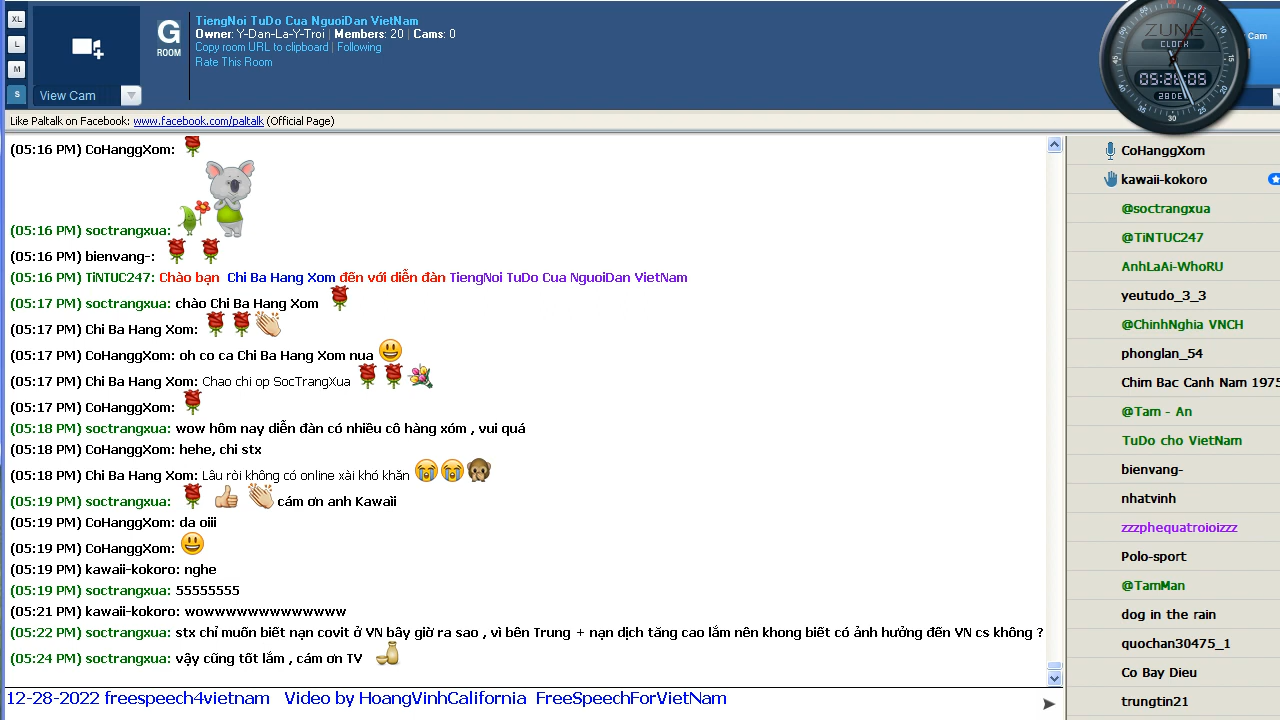 XL
L
M
S
View Cam
G
ROOM
TiengNoi TuDo Cua NguoiDan VietNam
Owner: Y-Dan-La-Y-Troi | Members: 20 | Cams: 0
Copy room URL to clipboard | Following
Rate This Room
ZUNE
CLOCK
05:26:05
28DE
Cam
Like Paltalk on Facebook: www.facebook.com/paltalk (Official Page)
(05:16 PM) CoHanggXom:
(05:16 PM) soctrangxua:
(05:16 PM) bienvang-:
(05:16 PM) TiNTUC247: Chào bạn Chi Ba Hang Xom đến với diễn đàn TiengNoi TuDo Cua NguoiDan VietNam
(05:17 PM) soctrangxua: chào Chi Ba Hang Xom
(05:17 PM) Chi Ba Hang Xom:
(05:17 PM) CoHanggXom: oh co ca Chi Ba Hang Xom nua
(05:17 PM) Chi Ba Hang Xom: Chao chi op SocTrangXua
(05:17 PM) CoHanggXom:
(05:18 PM) soctrangxua: wow hôm nay diễn đàn có nhiều cô hàng xóm , vui quá
(05:18 PM) CoHanggXom: hehe, chi stx
(05:18 PM) Chi Ba Hang Xom: Lâu ròi không có online xài khó khăn
(05:19 PM) soctrangxua: cám ơn anh Kawaii
(05:19 PM) CoHanggXom: da oiii
(05:19 PM) CoHanggXom:
(05:19 PM) kawaii-kokoro: nghe
(05:19 PM) soctrangxua: 55555555
(05:21 PM) kawaii-kokoro: wowwwwwwwwwwwww
(05:22 PM) soctrangxua: stx chỉ muốn biết nạn covit ở VN bây giờ ra sao , vì bên Trung + nạn dịch tăng cao lắm nên khong biết có ảnh hưởng đến VN cs không ?
(05:24 PM) soctrangxua: vậy cũng tốt lắm , cám ơn TV
12-28-2022 freespeech4vietnam Video by HoangVinhCalifornia FreeSpeechForVietNam
CoHanggXom
kawaii-kokoro
@soctrangxua
@TiNTUC247
AnhLaAi-WhoRU
yeutudo_3_3
@ChinhNghia VNCH
phonglan_54
Chim Bac Canh Nam 1975
@Tam - An
TuDo cho VietNam
bienvang-
nhatvinh
zzzphequatroioizzz
Polo-sport
@TamMan
dog in the rain
quochan30475_1
Co Bay Dieu
trungtin21